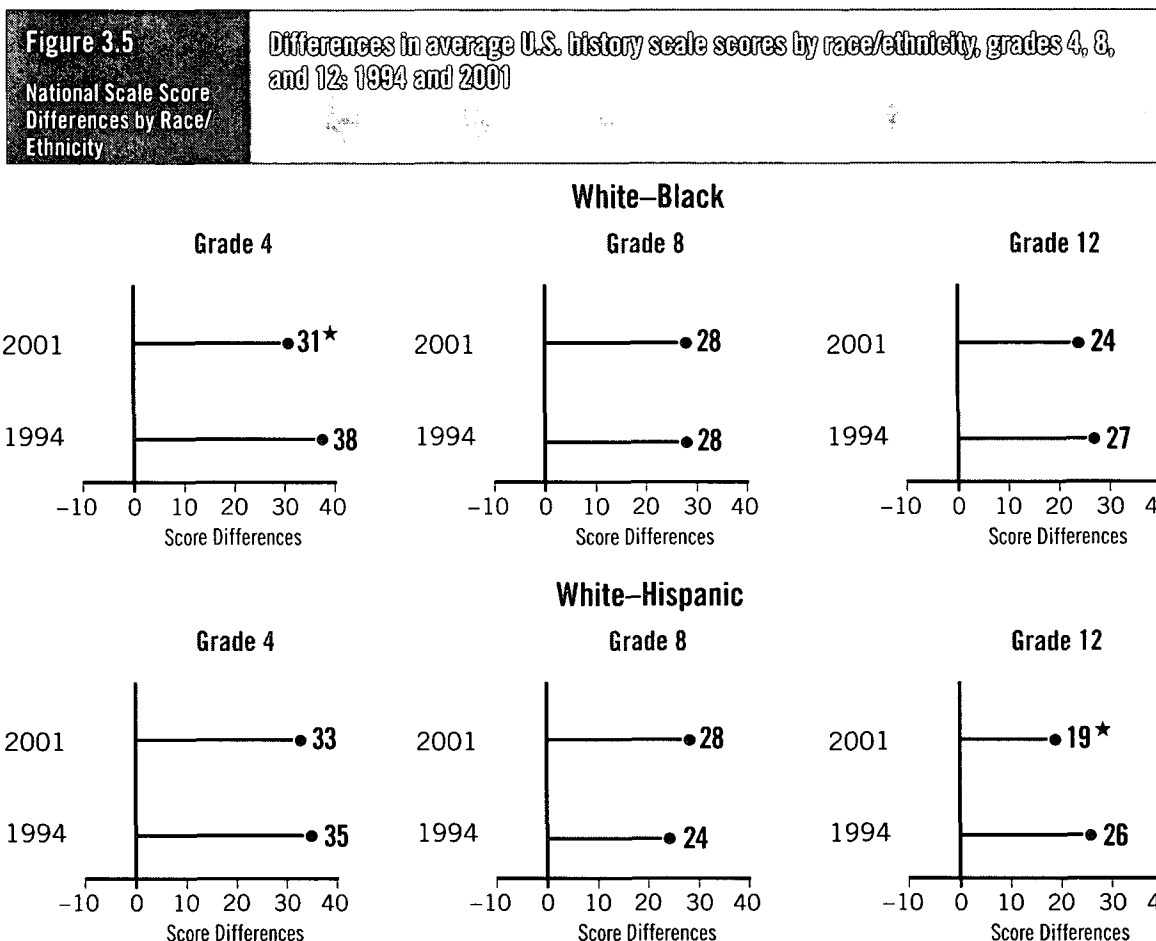 Figure 3.5
National Scale Score
Differences by Race/
Ethnicity
Differences in average U.S. history scale scores by race/ethnicity, grades 4, 8,
and 12: 1994 and 2001
White–Black
Grade 4 Grade 8 Grade 12
2001 31★ 2001 28 2001 24
1994 38 1994 28 1994 27
−10 0 10 20 30 40 −10 0 10 20 30 40 −10 0 10 20 30 4
Score Differences Score Differences Score Differences
White–Hispanic
Grade 4 Grade 8 Grade 12
2001 33 2001 28 2001 19★
1994 35 1994 24 1994 26
−10 0 10 20 30 40 −10 0 10 20 30 40 −10 0 10 20 30 4
Score Differences Score Differences Score Differences